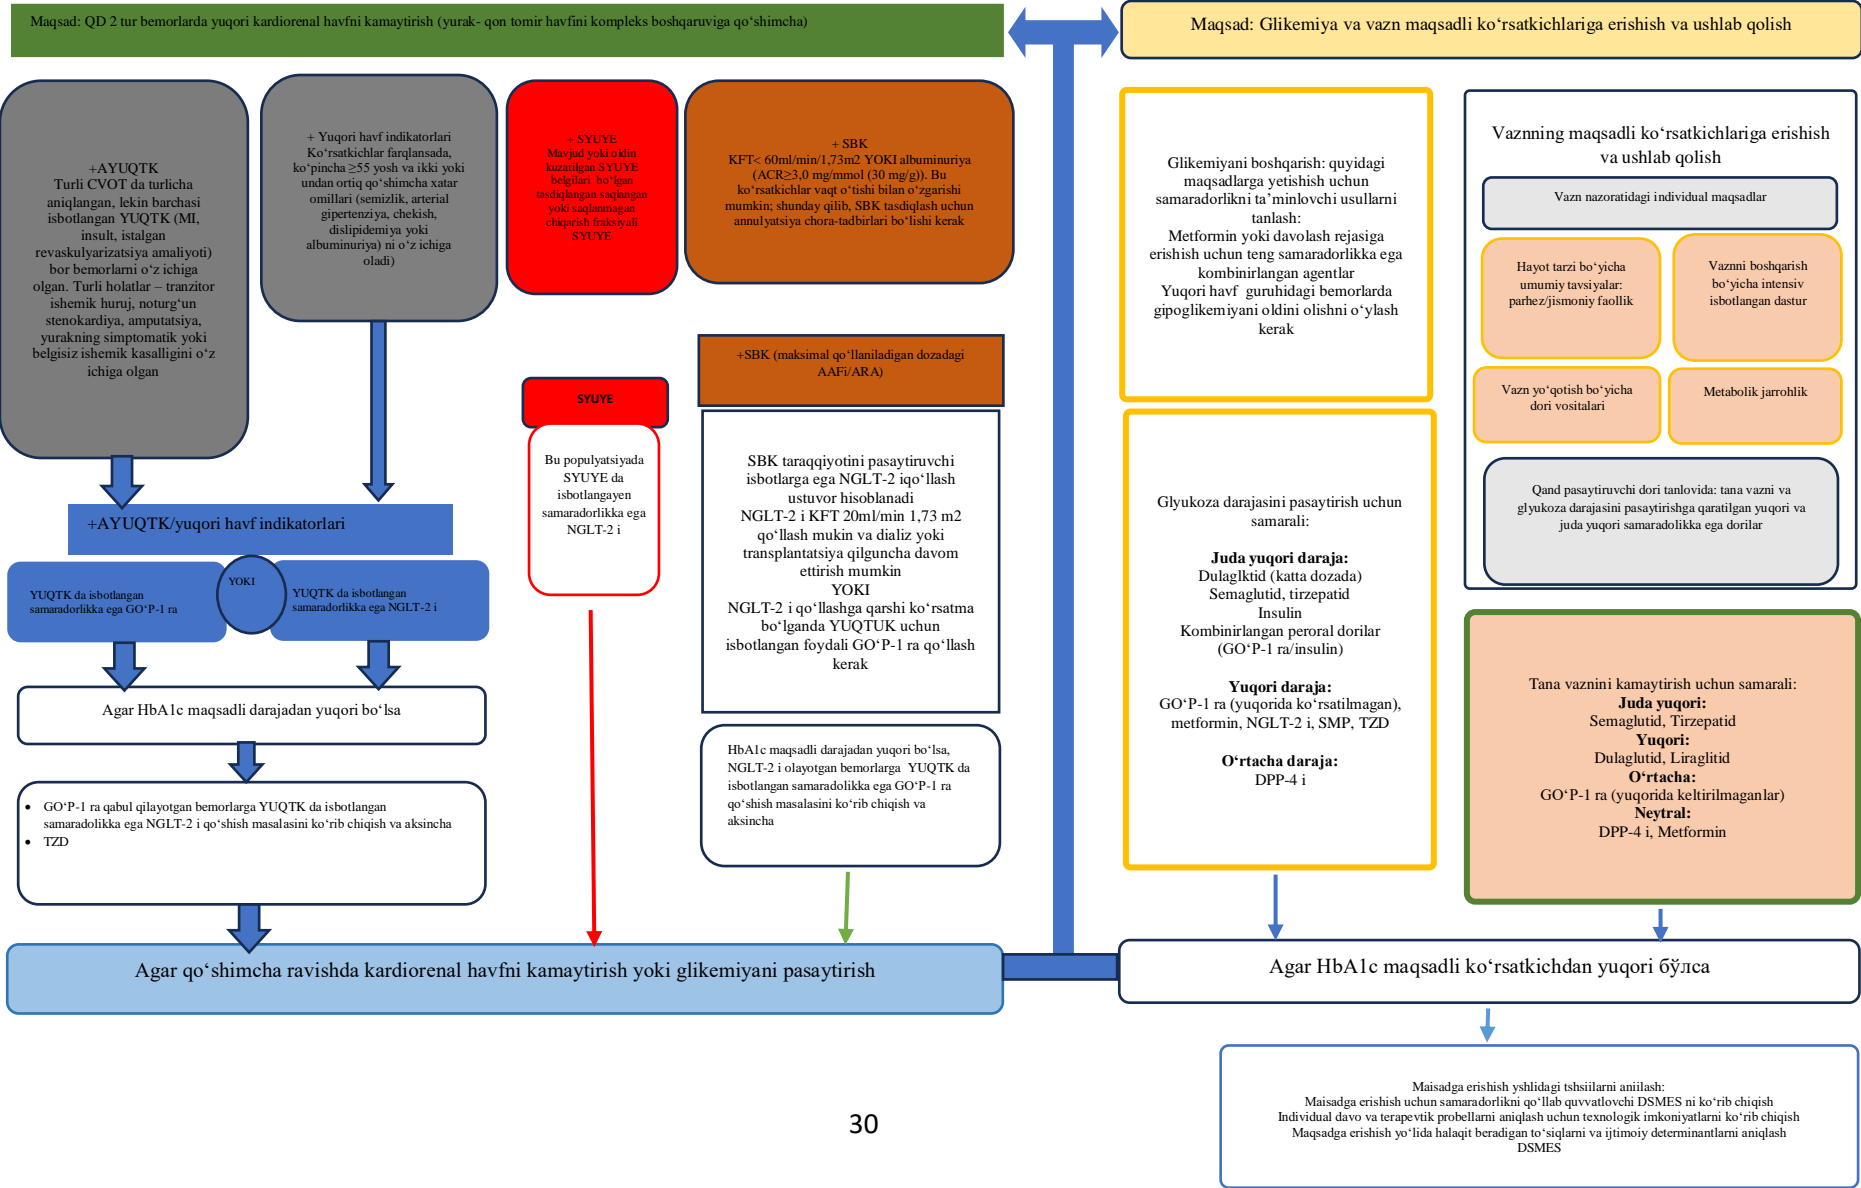 Maqsad: QD 2 tur bemorlarda yuqori kardiorenal havfni kamaytirish (yurak- qon tomir havfini kompleks boshqaruviga qo‘shimcha)
Maqsad: Glikemiya va vazn maqsadli ko‘rsatkichlariga erishish va ushlab qolish
+AYUQTK
Turli CVOT da turlicha
aniqlangan, lekin barchasi
isbotlangan YUQTK (MI,
insult, istalgan
revaskulyarizatsiya amaliyoti)
bor bemorlarni o‘z ichiga
olgan. Turli holatlar – tranzitor
ishemik huruj, noturg‘un
stenokardiya, amputatsiya,
yurakning simptomatik yoki
belgisiz ishemik kasalligini o‘z
ichiga olgan
+ Yuqori havf indikatorlari
Ko‘rsatkichlar farqlansada,
ko‘pincha ≥55 yosh va ikki yoki
undan ortiq qo‘shimcha xatar
omillari (semizlik, arterial
gipertenziya, chekish,
dislipidemiya yoki
albuminuriya) ni o‘z ichiga
oladi)
+ SYUYE
Mavjud yoki oldin
kuzatilgan SYUYE
belgilari bo‘lgan
tasdiqlangan saqlangan
yoki saqlanmagan
chiqarish fraksiyali
SYUYE
+ SBK
KFT< 60ml/min/1,73m2 YOKI albuminuriya
(ACR≥3,0 mg/mmol (30 mg/g)). Bu
ko‘rsatkichlar vaqt o‘tishi bilan o‘zgarishi
mumkin; shunday qilib, SBK tasdiqlash uchun
annulyatsiya chora-tadbirlari bo‘lishi kerak
+AYUQTK/yuqori havf indikatorlari
YUQTK da isbotlangan
samaradorlikka ega GO‘P-1 ra
YOKI
YUQTK da isbotlangan
samaradorlikka ega NGLT-2 i
Agar HbA1c maqsadli darajadan yuqori bo‘lsa
• GO‘P-1 ra qabul qilayotgan bemorlarga YUQTK da isbotlangan
samaradolikka ega NGLT-2 i qo‘shish masalasini ko‘rib chiqish va aksincha
• TZD
SYUYE
Bu populyatsiyada
SYUYE da
isbotlangayen
samaradorlikka ega
NGLT-2 i
+SBK (maksimal qo‘llaniladigan dozadagi
AAFi/ARA)
SBK taraqqiyotini pasaytiruvchi
isbotlarga ega NGLT-2 iqo‘llash
ustuvor hisoblanadi
NGLT-2 i KFT 20ml/min 1,73 m2
qo‘llash mukin va dializ yoki
transplantatsiya qilguncha davom
ettirish mumkin
YOKI
NGLT-2 i qo‘llashga qarshi ko‘rsatma
bo‘lganda YUQTUK uchun
isbotlangan foydali GO‘P-1 ra qo‘llash
kerak
HbA1c maqsadli darajadan yuqori bo‘lsa,
NGLT-2 i olayotgan bemorlarga YUQTK da
isbotlangan samaradolikka ega GO‘P-1 ra
qo‘shish masalasini ko‘rib chiqish va
aksincha
Agar qo‘shimcha ravishda kardiorenal havfni kamaytirish yoki glikemiyani pasaytirish
Glikemiyani boshqarish: quyidagi
maqsadlarga yetishish uchun
samaradorlikni ta’minlovchi usullarni
tanlash:
Metformin yoki davolash rejasiga
erishish uchun teng samaradorlikka ega
kombinirlangan agentlar
Yuqori havf guruhidagi bemorlarda
gipoglikemiyani oldini olishni o‘ylash
kerak
Glyukoza darajasini pasaytirish uchun
samarali:
Juda yuqori daraja:
Dulaglktid (katta dozada)
Semaglutid, tirzepatid
Insulin
Kombinirlangan peroral dorilar
(GO‘P-1 ra/insulin)
Yuqori daraja:
GO‘P-1 ra (yuqorida ko‘rsatilmagan),
metformin, NGLT-2 i, SMP, TZD
O‘rtacha daraja:
DPP-4 i
Vaznning maqsadli ko‘rsatkichlariga erishish
va ushlab qolish
Vazn nazoratidagi individual maqsadlar
Hayot tarzi bo‘yicha
umumiy tavsiyalar:
parhez/jismoniy faollik
Vaznni boshqarish
bo‘yicha intensiv
isbotlangan dastur
Vazn yo‘qotish bo‘yicha
dori vositalari
Metabolik jarrohlik
Qand pasaytiruvchi dori tanlovida: tana vazni va
glyukoza darajasini pasaytirishga qaratilgan yuqori va
juda yuqori samaradolikka ega dorilar
Tana vaznini kamaytirish uchun samarali:
Juda yuqori:
Semaglutid, Tirzepatid
Yuqori:
Dulaglutid, Liraglitid
O‘rtacha:
GO‘P-1 ra (yuqorida keltirilmaganlar)
Neytral:
DPP-4 i, Metformin
Agar HbA1c maqsadli ko‘rsatkichdan yuqori бўлса
Maisadga erishish yshlidagi tshsiilarni aniilash:
Maisadga erishish uchun samaradorlikni qo‘llab quvvatlovchi DSMES ni ko‘rib chiqish
Individual davo va terapevtik probellarni aniqlash uchun texnologik imkoniyatlarni ko‘rib chiqish
Maqsadga erishish yo‘lida halaqit beradigan to‘siqlarni va ijtimoiy determinantlarni aniqlash
DSMES
30